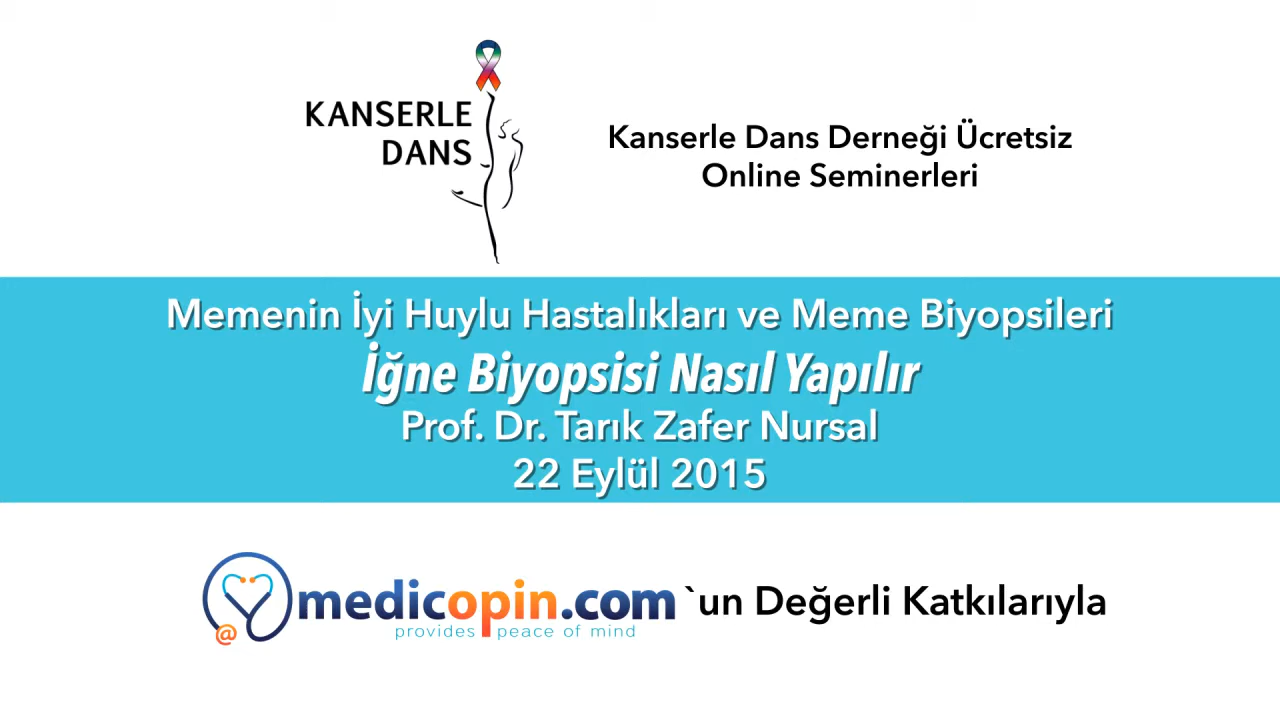 KANSERLE
DANS
Kanserle Dans Derneği Ücretsiz
Online Seminerleri
Memenin İyi Huylu Hastalıkları ve Meme Biyopsileri
İğne Biyopsisi Nasıl Yapılır
Prof. Dr. Tarık Zafer Nursal
22 Eylül 2015
@ medicopin.com `un Değerli Katkılarıyla
provides peace of mind